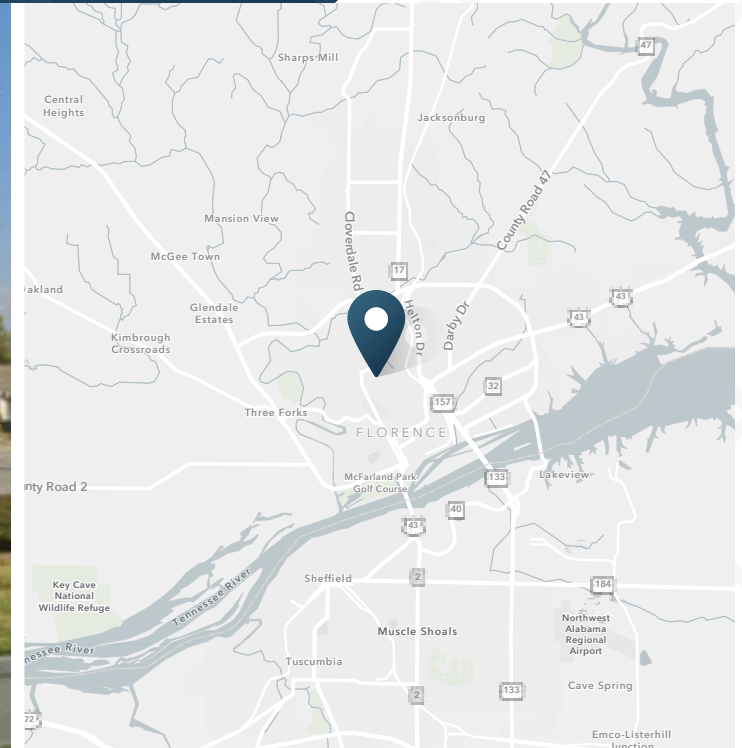 47
Sharps Mill
Central
Heights
Jacksonburg
County Road 47
Mansion View
Cloverdale Rd
McGee Town
17
akland
43
Glendale
Estates
43
Helton Dr
Darby Dr
Kimbrough
Crossroads
32
157
Three Forks
FLORENCE
McFarland Park
Golf Course
133
Lakeview
nty Road 2
40
43
Key Cave
National
Wildlife Refuge
Tennessee River
Sheffield
2
184
Northwest
Alabama
Regional
Airport
Muscle Shoals
nessee River
Tuscumbia
Cave Spring
2
133
72
Emco-Listerhill
Junction